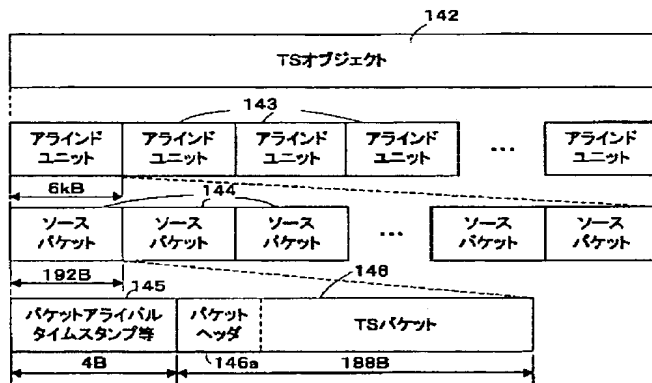 142
TSオブジェクト
143
アラインド
ユニット
アラインド
ユニット
アラインド
ユニット
アラインド
ユニット
...
アラインド
ユニット
6kB
144
ソース
パケット
ソース
パケット
ソース
パケット
...
ソース
パケット
ソース
パケット
192B
145
146
パケットアライバル
タイムスタンプ等
パケット
ヘッダ
TSパケット
4B
146a
188B